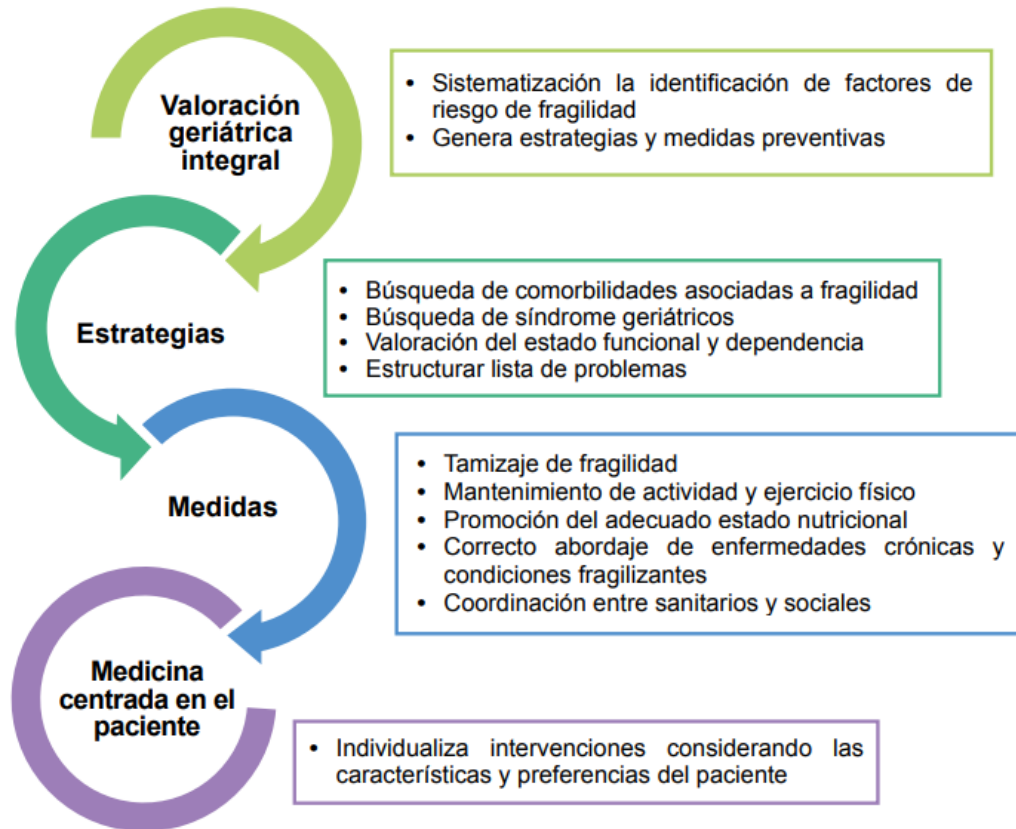 Valoración
geriátrica
integral
• Sistematización la identificación de factores de
riesgo de fragilidad
• Genera estrategias y medidas preventivas
Estrategias
• Búsqueda de comorbilidades asociadas a fragilidad
• Búsqueda de síndrome geriátricos
• Valoración del estado funcional y dependencia
• Estructurar lista de problemas
Medidas
• Tamizaje de fragilidad
• Mantenimiento de actividad y ejercicio físico
• Promoción del adecuado estado nutricional
• Correcto abordaje de enfermedades crónicas y
condiciones fragilizantes
• Coordinación entre sanitarios y sociales
Medicina
centrada en el
paciente
• Individualiza intervenciones considerando las
características y preferencias del paciente